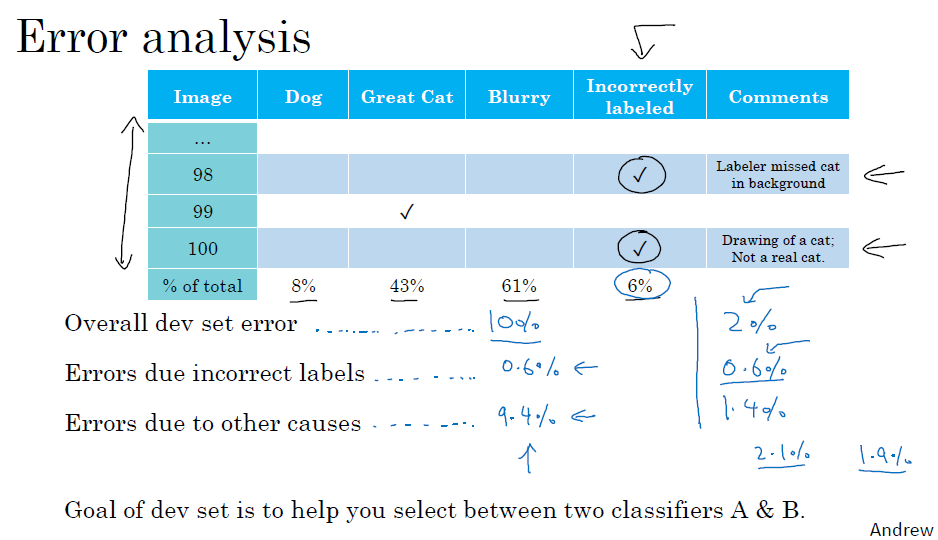 Error analysis
Image Dog Great Cat Blurry Incorrectly labeled Comments
...
98 ✓ Labeler missed cat in background
99 ✓
100 ✓ Drawing of a cat; Not a real cat.
% of total 8% 43% 61% 6%
Overall dev set error 10% 2%
Errors due incorrect labels 0.6% 0.6%
Errors due to other causes 9.4% 1.4%
2.1% 1.9%
Goal of dev set is to help you select between two classifiers A & B.
Andrew